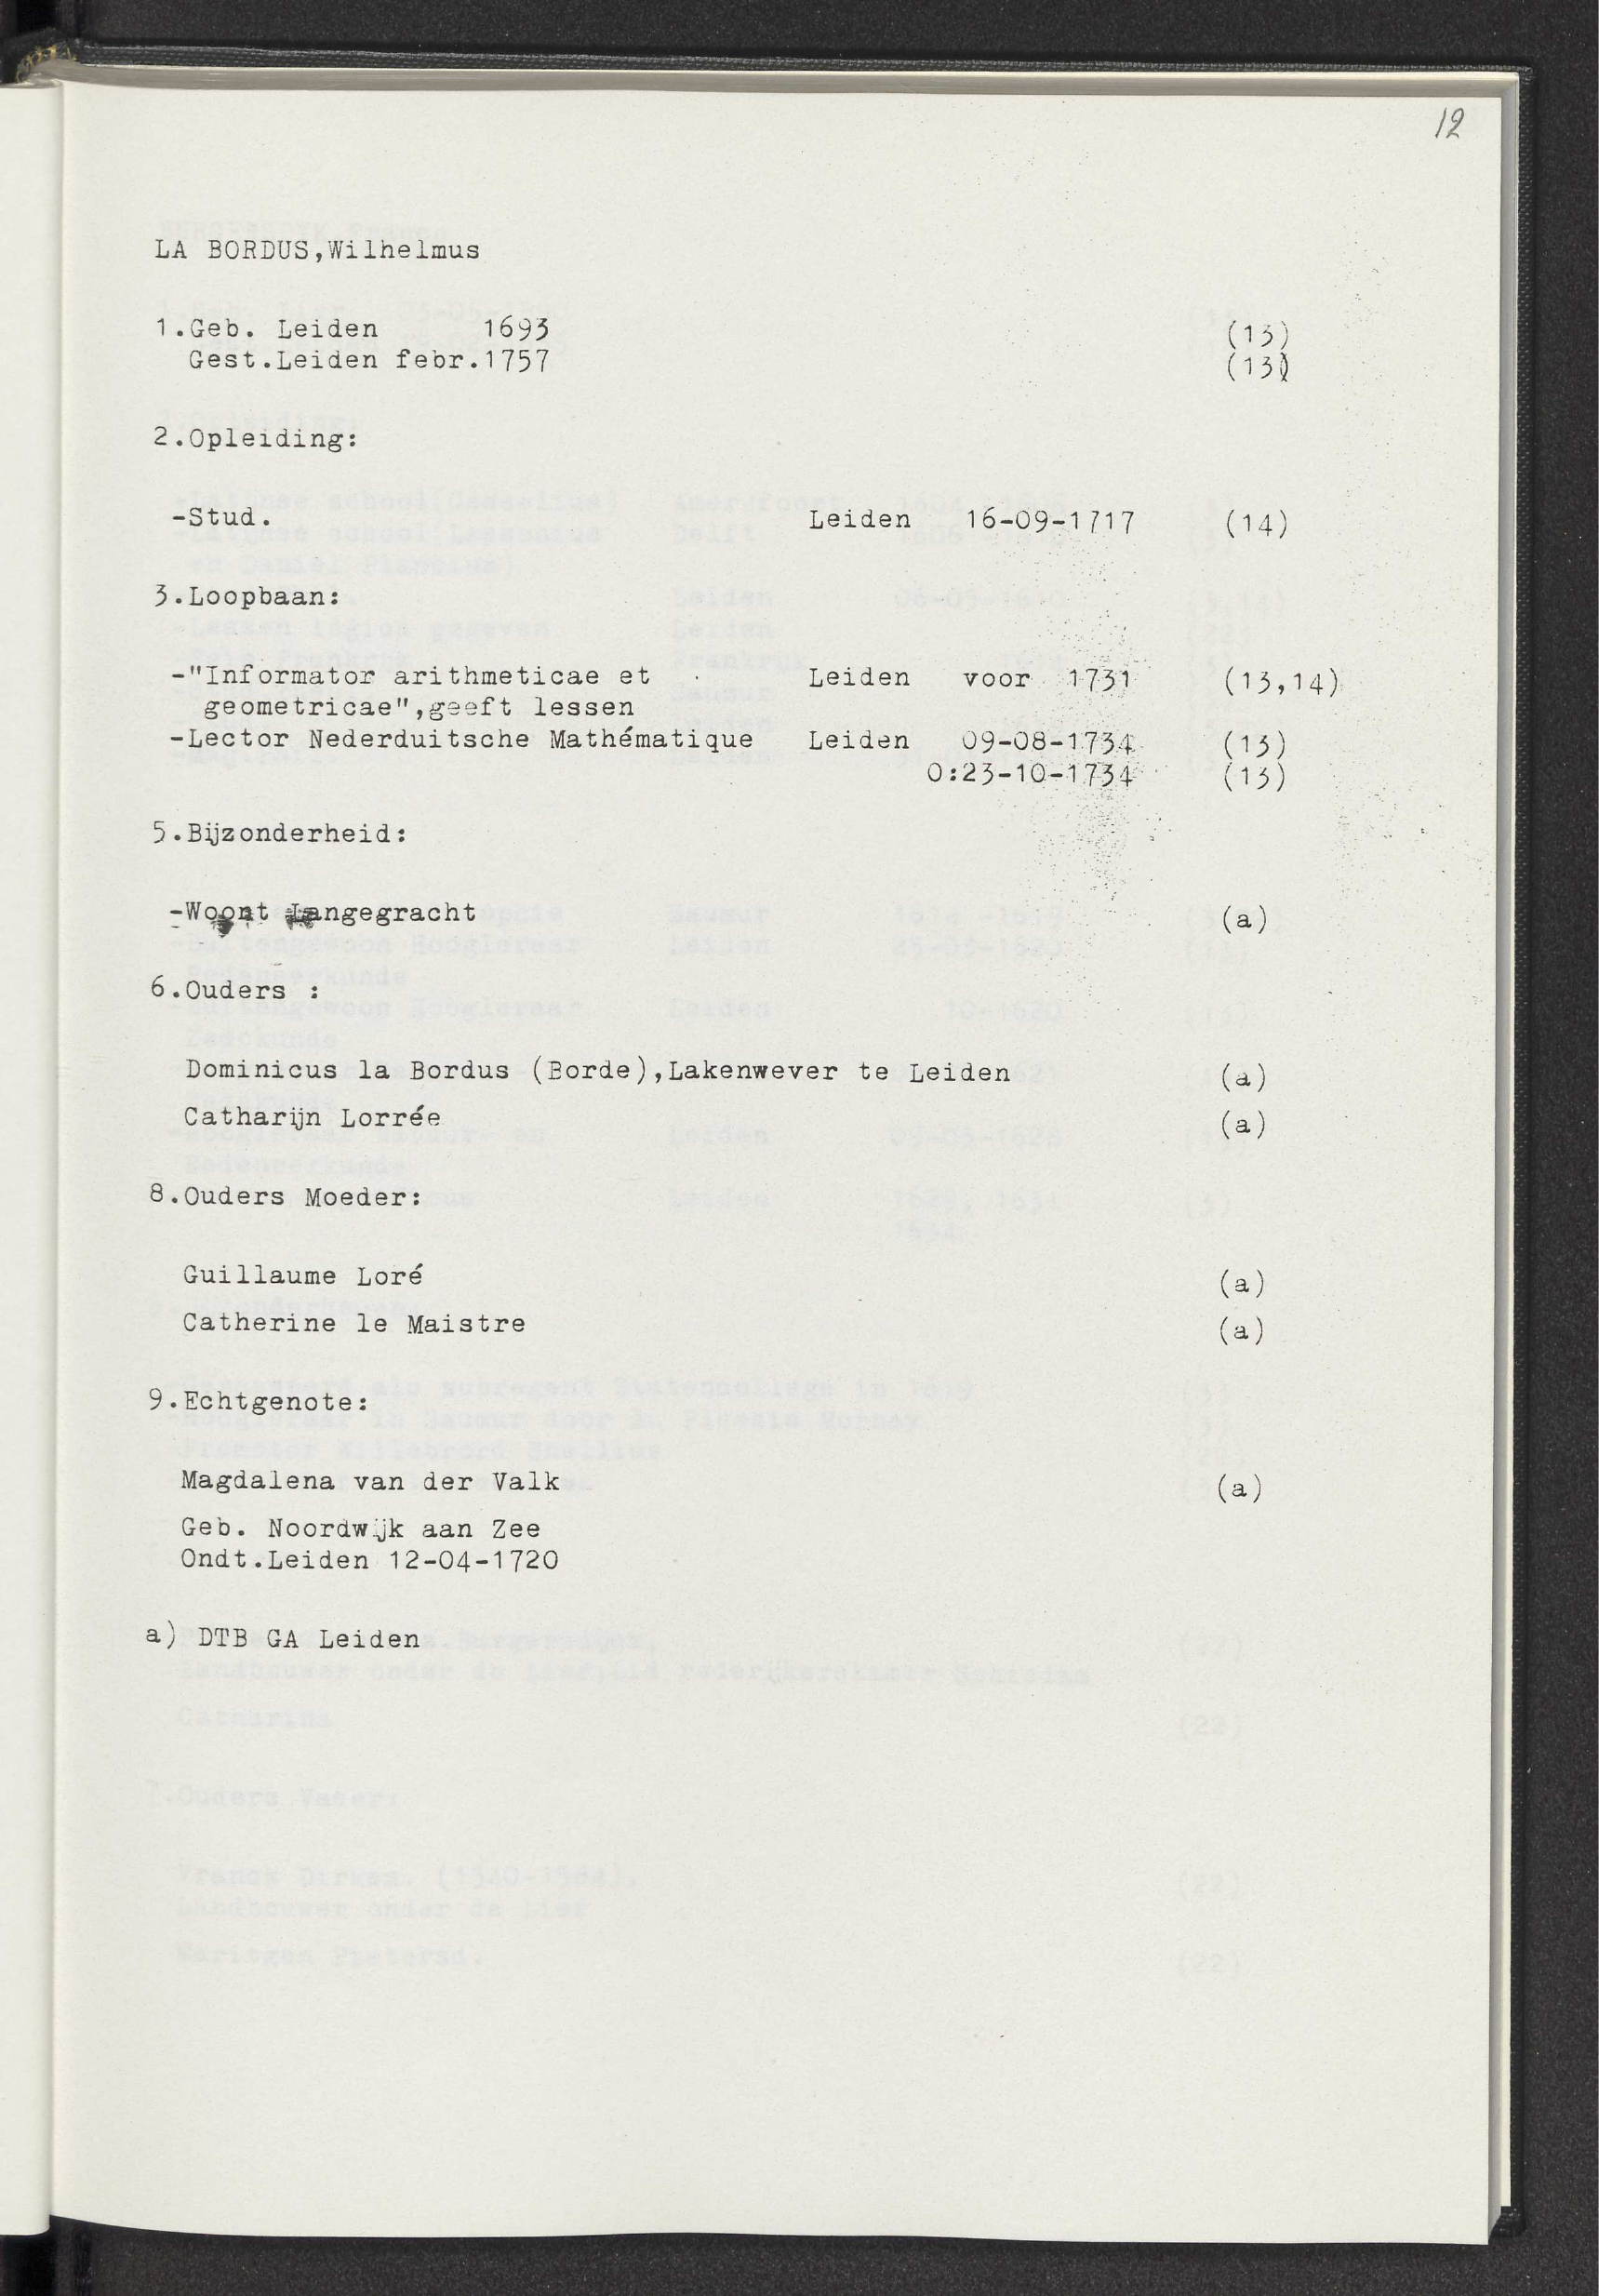 12
LA BORDUS,Wilhelmus
1.Geb. Leiden 1693 (13)
Gest.Leiden febr.1757 (13)
2.Opleiding:
-Stud. Leiden 16-09-1717 (14)
3.Loopbaan:
-"Informator arithmeticae et Leiden voor 1731 (13,14)
geometricae",geeft lessen
-Lector Nederduitsche Mathématique Leiden 09-08-1734 (13)
O:23-10-1734 (13)
5.Bijzonderheid:
-Woont Langegracht (a)
6.Ouders :
Dominicus la Bordus (Borde),Lakenwever te Leiden (a)
Catharijn Lorrée (a)
8.Ouders Moeder:
Guillaume Loré (a)
Catherine le Maistre (a)
9.Echtgenote:
Magdalena van der Valk (a)
Geb. Noordwijk aan Zee
Ondt.Leiden 12-04-1720
a) DTB GA Leiden